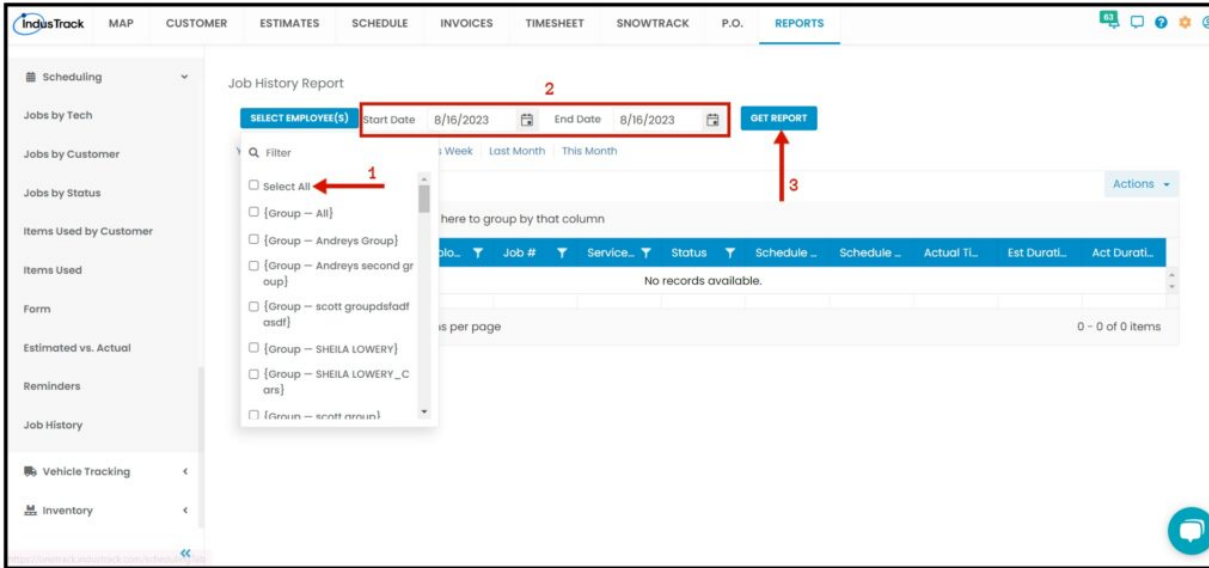 indusTrack MAP CUSTOMER ESTIMATES SCHEDULE INVOICES TIMESHEET SNOWTRACK P.O. REPORTS 63
Scheduling
Jobs by Tech
Jobs by Customer
Jobs by Status
Items Used by Customer
Items Used
Form
Estimated vs. Actual
Reminders
Job History
Vehicle Tracking
Inventory
Job History Report
2
SELECT EMPLOYEE(S) Start Date 8/16/2023 End Date 8/16/2023 GET REPORT
Filter
Week Last Month This Month
1
3
Select All
Actions
{Group — All}
here to group by that column
{Group — Andreys Group}
Job # Service... Status Schedule ... Schedule ... Actual Ti... Est Durati... Act Durati...
{Group — Andreys second gr
oup}
No records available.
{Group — scott groupdsfadf
asdf}
per page 0 - 0 of 0 items
{Group — SHEILA LOWERY}
{Group — SHEILA LOWERY_C
ars}
{Group — scott group}